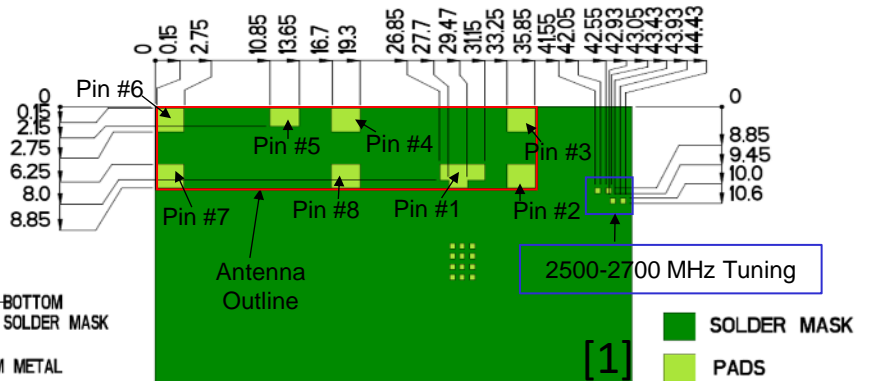 0 0.15 2.75 10.85 13.65 16.7 19.3 26.85 27.7 29.47 31.15 33.25 35.85 41.55 42.05 42.55 42.93 43.05 43.43 43.93 44.43
Pin #6
0
0.15
2.15
2.75
6.25
8.0
8.85
Pin #5
Pin #4
Pin #3
Pin #7
Pin #8
Pin #1
Pin #2
0
8.85
9.45
10.0
10.6
Antenna
Outline
2500-2700 MHz Tuning
BOTTOM
SOLDER MASK
M METAL
[1]
SOLDER MASK
PADS